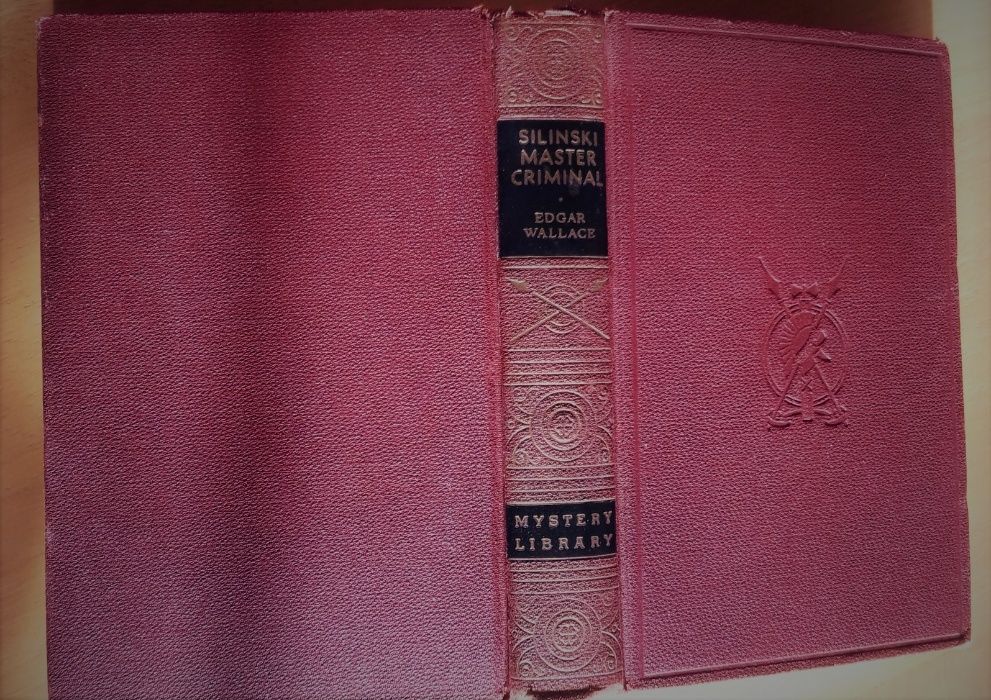 SILINSKI
MASTER
CRIMINAL
EDGAR
WALLACE
MYSTERY
LIBRARY